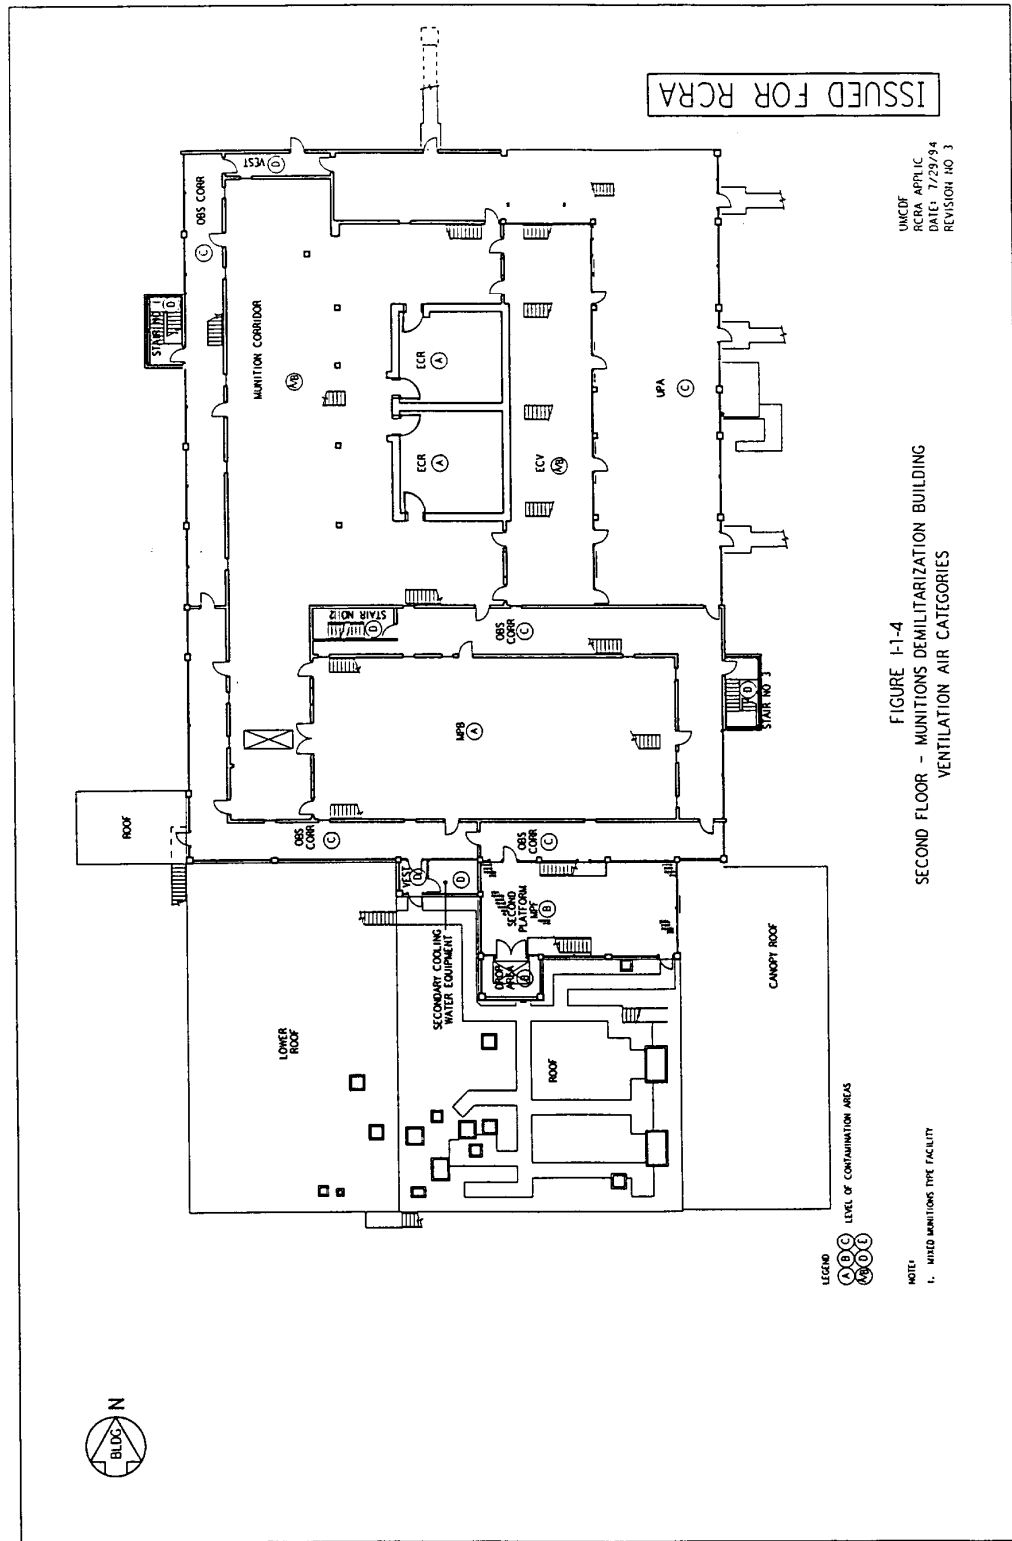 ISSUED FOR RCRA
UMCDF
RCRA APPLIC
DATE: 7/29/94
REVISION NO 3
FIGURE I-1-4
SECOND FLOOR - MUNITIONS DEMILITARIZATION BUILDING
VENTILATION AIR CATEGORIES
VEST
D
OBS CORR
C
STAIR NO 1
D
MUNITION CORRIDOR
A/B
ECR
A
ECR
A
ECV
A/B
UPA
C
STAIR NO 2
D
OBS
CORR
C
MPB
A
STAIR NO 3
D
ROOF
OBS
CORR
C
OBS
CORR
C
VEST
D
D
SECOND
PLATFORM
MPF
B
DROP
AREA
B
SECONDARY COOLING
WATER EQUIPMENT
LOWER
ROOF
ROOF
CANOPY ROOF
LEGEND
A B C LEVEL OF CONTAMINATION AREAS
A/B D E
NOTE:
1. MIXED MUNITIONS TYPE FACILITY
BLDG
N